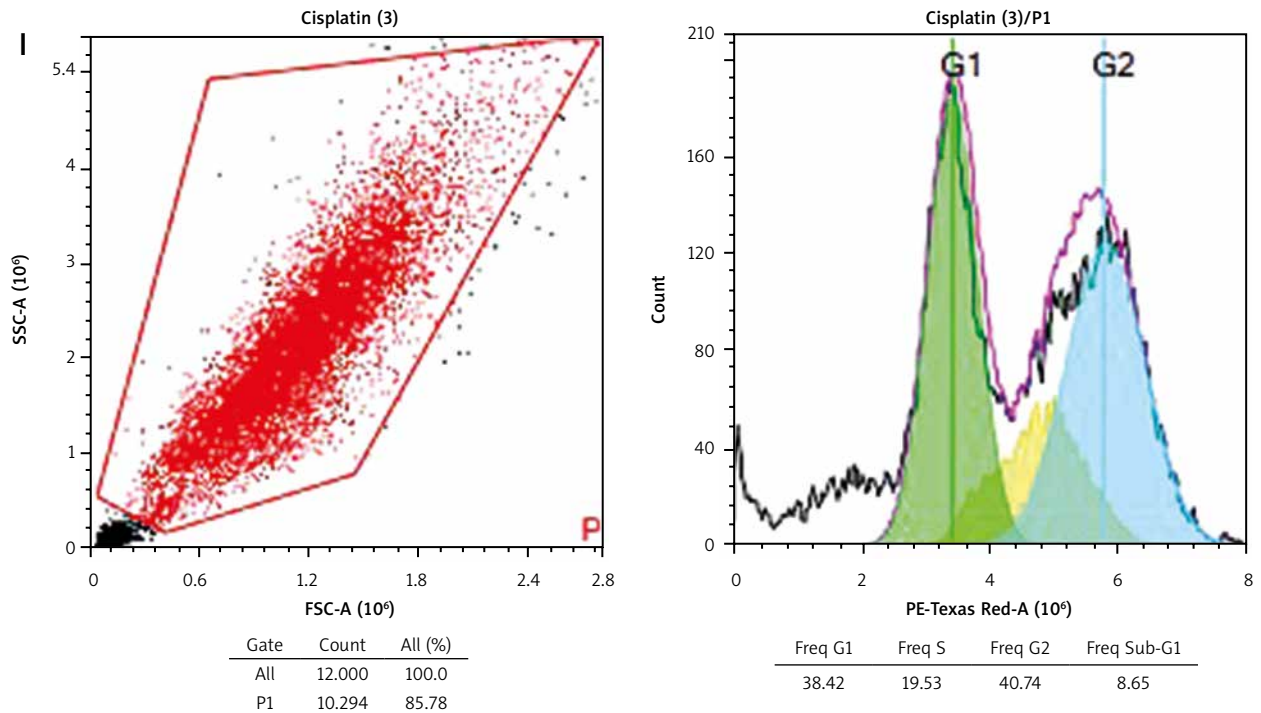 I
Cisplatin (3)
SSC-A (10⁶)
5.4
4
3
2
1
0
P
0 0.6 1.2 1.8 2.4 2.8
FSC-A (10⁶)
Gate Count All (%)
All 12.000 100.0
P1 10.294 85.78
Cisplatin (3)/P1
Count
210
160
120
80
40
0
G1 G2
0 2 4 6 8
PE-Texas Red-A (10⁶)
Freq G1 Freq S Freq G2 Freq Sub-G1
38.42 19.53 40.74 8.65